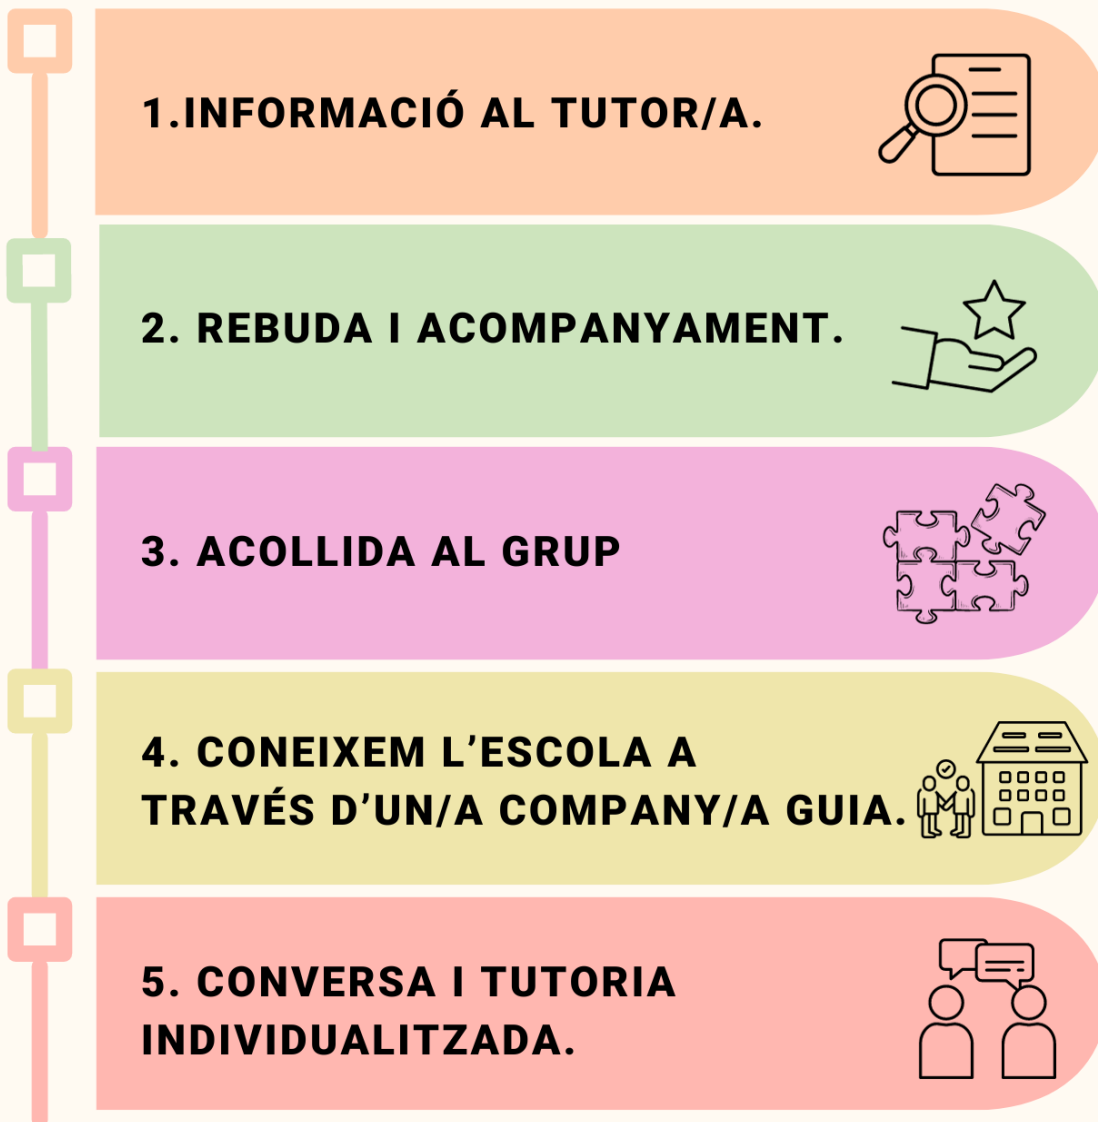 1.INFORMACIÓ AL TUTOR/A.
2. REBUDA I ACOMPANYAMENT.
3. ACOLLIDA AL GRUP
4. CONEIXEM L’ESCOLA A
TRAVÉS D’UN/A COMPANY/A GUIA.
5. CONVERSA I TUTORIA
INDIVIDUALITZADA.